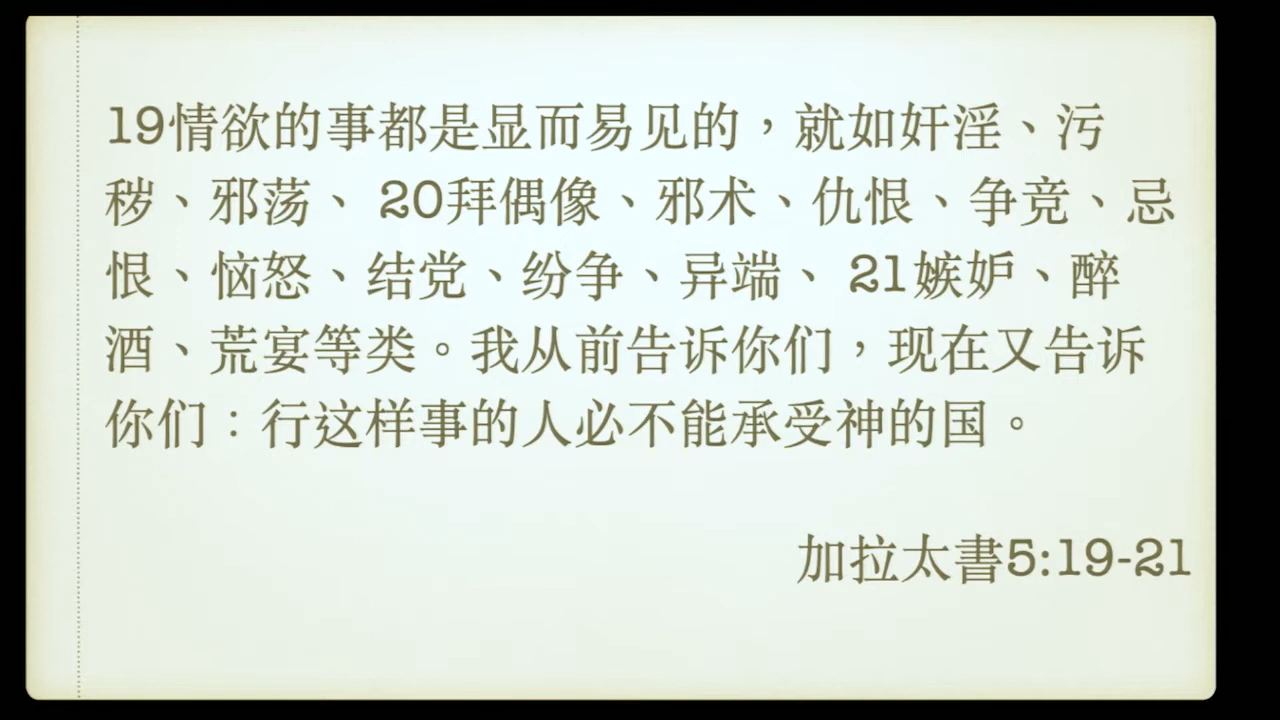 19情欲的事都是显而易见的，就如奸淫、污
秽、邪荡、 20拜偶像、邪术、仇恨、争竞、忌
恨、恼怒、结党、纷争、异端、 21嫉妒、醉
酒、荒宴等类。我从前告诉你们，现在又告诉
你们：行这样事的人必不能承受神的国。
加拉太書5:19-21